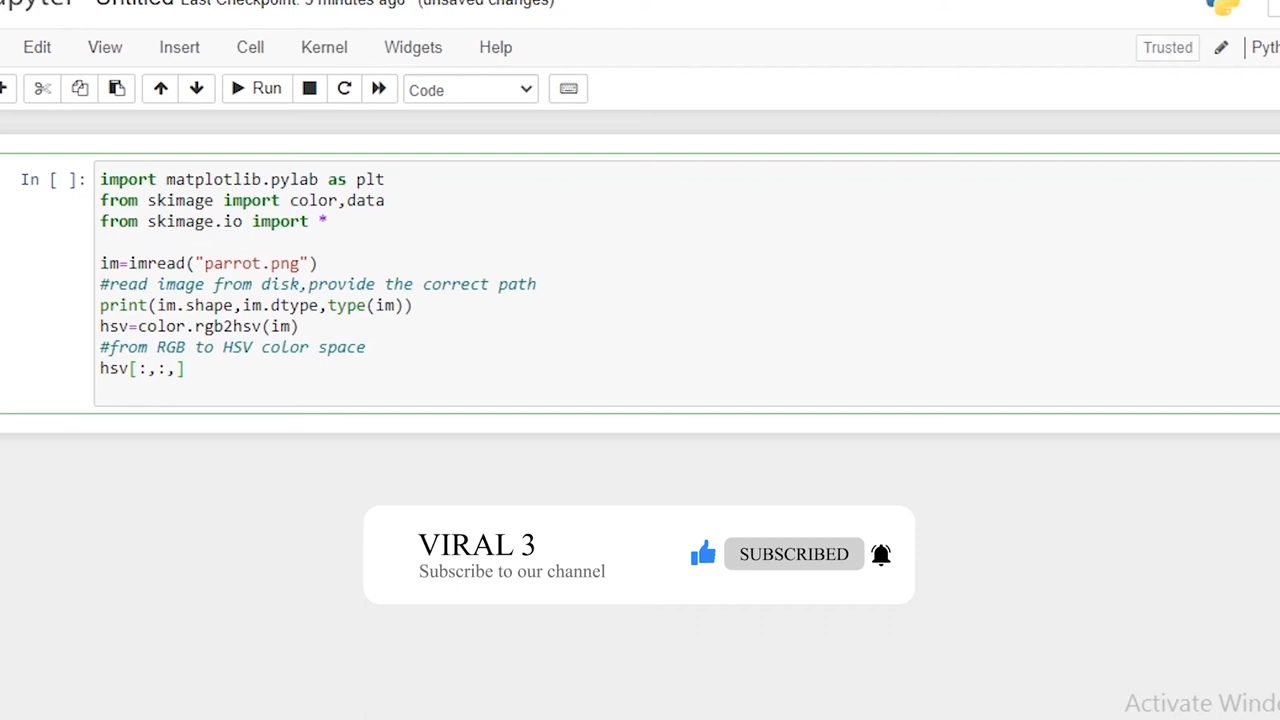 Untitled Last Checkpoint: 5 minutes ago (unsaved changes)
Edit View Insert Cell Kernel Widgets Help
Trusted
Run
Code
In [ ]:
import matplotlib.pylab as plt
from skimage import color,data
from skimage.io import *
im=imread("parrot.png")
#read image from disk,provide the correct path
print(im.shape,im.dtype,type(im))
hsv=color.rgb2hsv(im)
#from RGB to HSV color space
hsv[:,:,]
VIRAL 3
SUBSCRIBED
Subscribe to our channel
Activate